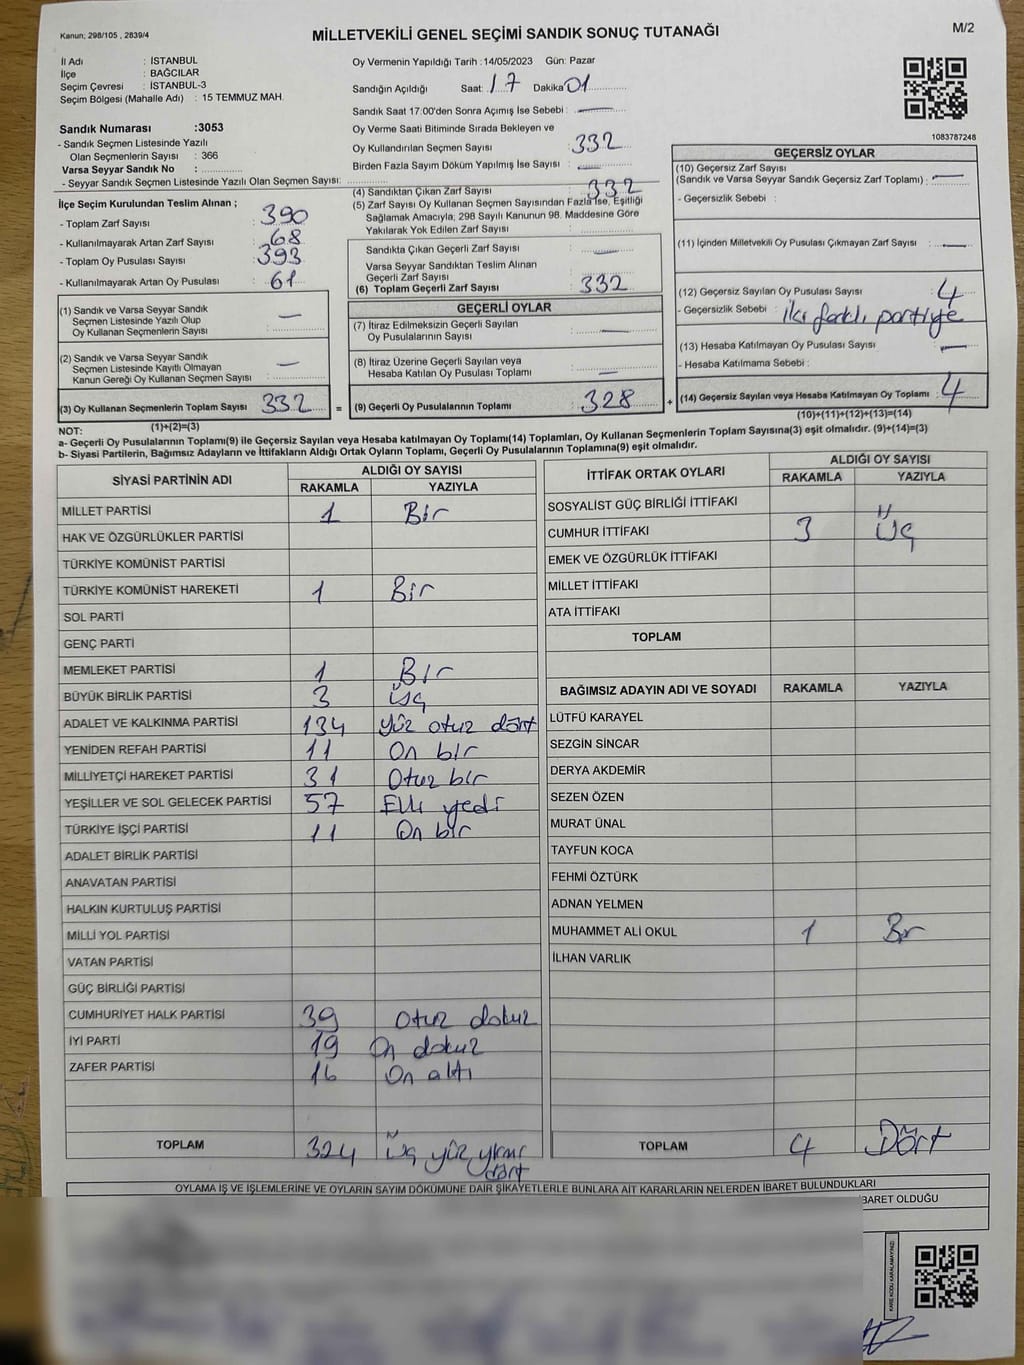 Kanun; 298/105 , 2839/4
MİLLETVEKİLİ GENEL SEÇİMİ SANDIK SONUÇ TUTANAĞI
M/2
İl Adı : İSTANBUL
İlçe : BAĞCILAR
Seçim Çevresi : İSTANBUL-3
Seçim Bölgesi (Mahalle Adı) : 15 TEMMUZ MAH.
Sandık Numarası :3053
- Sandık Seçmen Listesinde Yazılı
Olan Seçmenlerin Sayısı : 366
Varsa Seyyar Sandık No :
- Seyyar Sandık Seçmen Listesinde Yazılı Olan Seçmen Sayısı:
İlçe Seçim Kurulundan Teslim Alınan ;
- Toplam Zarf Sayısı : 390
- Kullanılmayarak Artan Zarf Sayısı : 68
- Toplam Oy Pusulası Sayısı : 393
- Kullanılmayarak Artan Oy Pusulası : 61
Oy Vermenin Yapıldığı Tarih :14/05/2023 Gün: Pazar
Sandığın Açıldığı Saat: 17 Dakika 01
Sandık Saat 17:00'den Sonra Açımış İse Sebebi : —
Oy Verme Saati Bitiminde Sırada Bekleyen ve
Oy Kullandırılan Seçmen Sayısı : 332
Birden Fazla Sayım Döküm Yapılmış İse Sayısı : —
(4) Sandıktan Çıkan Zarf Sayısı : 332
(5) Zarf Sayısı Oy Kullanan Seçmen Sayısından Fazla İse, Eşitliği
Sağlamak Amacıyla; 298 Sayılı Kanunun 98. Maddesine Göre
Yakılarak Yok Edilen Zarf Sayısı :
Sandıkta Çıkan Geçerli Zarf Sayısı : —
Varsa Seyyar Sandıktan Teslim Alınan
Geçerli Zarf Sayısı :
(6) Toplam Geçerli Zarf Sayısı : 332
1083787248
GEÇERSİZ OYLAR
(10) Geçersiz Zarf Sayısı
(Sandık ve Varsa Seyyar Sandık Geçersiz Zarf Toplamı) : —
- Geçersizlik Sebebi :
(11) İçinden Milletvekili Oy Pusulası Çıkmayan Zarf Sayısı : —
(12) Geçersiz Sayılan Oy Pusulası Sayısı : 4
- Geçersizlik Sebebi : İki farklı partiye
(13) Hesaba Katılmayan Oy Pusulası Sayısı : —
- Hesaba Katılmama Sebebi :
(14) Geçersiz Sayılan veya Hesaba Katılmayan Oy Toplamı : 4
(10)+(11)+(12)+(13)=(14)
(1) Sandık ve Varsa Seyyar Sandık
Seçmen Listesinde Yazılı Olup
Oy Kullanan Seçmenlerin Sayısı : —
(2) Sandık ve Varsa Seyyar Sandık
Seçmen Listesinde Kayıtlı Olmayan
Kanun Gereği Oy Kullanan Seçmen Sayısı : —
(3) Oy Kullanan Seçmenlerin Toplam Sayısı : 332 =
(1)+(2)=(3)
GEÇERLİ OYLAR
(7) İtiraz Edilmeksizin Geçerli Sayılan
Oy Pusulalarının Sayısı : —
(8) İtiraz Üzerine Geçerli Sayılan veya
Hesaba Katılan Oy Pusulası Toplamı : —
(9) Geçerli Oy Pusulalarının Toplamı : 328 +
NOT:
a- Geçerli Oy Pusulalarının Toplamı(9) ile Geçersiz Sayılan veya Hesaba katılmayan Oy Toplamı(14) Toplamları, Oy Kullanan Seçmenlerin Toplam Sayısına(3) eşit olmalıdır. (9)+(14)=(3)
b- Siyasi Partilerin, Bağımsız Adayların ve İttifakların Aldığı Ortak Oyların Toplamı, Geçerli Oy Pusulalarının Toplamına(9) eşit olmalıdır.
SİYASİ PARTİNİN ADI
ALDIĞI OY SAYISI
RAKAMLA YAZIYLA
MİLLET PARTİSİ 1 Bir
HAK VE ÖZGÜRLÜKLER PARTİSİ
TÜRKİYE KOMÜNİST PARTİSİ
TÜRKİYE KOMÜNİST HAREKETİ 1 Bir
SOL PARTİ
GENÇ PARTİ
MEMLEKET PARTİSİ 1 Bir
BÜYÜK BİRLİK PARTİSİ 3 üç
ADALET VE KALKINMA PARTİSİ 134 yüz otuz dört
YENİDEN REFAH PARTİSİ 11 On bir
MİLLİYETÇİ HAREKET PARTİSİ 31 Otuz bir
YEŞİLLER VE SOL GELECEK PARTİSİ 57 Elli yedi
TÜRKİYE İŞÇİ PARTİSİ 11 On bir
ADALET BİRLİK PARTİSİ
ANAVATAN PARTİSİ
HALKIN KURTULUŞ PARTİSİ
MİLLİ YOL PARTİSİ
VATAN PARTİSİ
GÜÇ BİRLİĞİ PARTİSİ
CUMHURİYET HALK PARTİSİ 39 Otuz dokuz
İYİ PARTİ 19 On dokuz
ZAFER PARTİSİ 16 On altı
TOPLAM 324 Üç yüz yirmi
dört
İTTİFAK ORTAK OYLARI
ALDIĞI OY SAYISI
RAKAMLA YAZIYLA
SOSYALİST GÜÇ BİRLİĞİ İTTİFAKI
CUMHUR İTTİFAKI 3 Üç
EMEK VE ÖZGÜRLÜK İTTİFAKI
MİLLET İTTİFAKI
ATA İTTİFAKI
TOPLAM
BAĞIMSIZ ADAYIN ADI VE SOYADI RAKAMLA YAZIYLA
LÜTFÜ KARAYEL
SEZGİN SİNCAR
DERYA AKDEMİR
SEZEN ÖZEN
MURAT ÜNAL
TAYFUN KOCA
FEHMİ ÖZTÜRK
ADNAN YELMEN
MUHAMMET ALİ OKUL 1 Bir
İLHAN VARLIK
TOPLAM 4 Dört
OYLAMA İŞ VE İŞLEMLERİNE VE OYLARIN SAYIM DÖKÜMÜNE DAİR ŞİKAYETLERLE BUNLARA AİT KARARLARIN NELERDEN İBARET BULUNDUKLARI
BARET OLDUĞU
KARE KODU KARALAMAYINIZ!